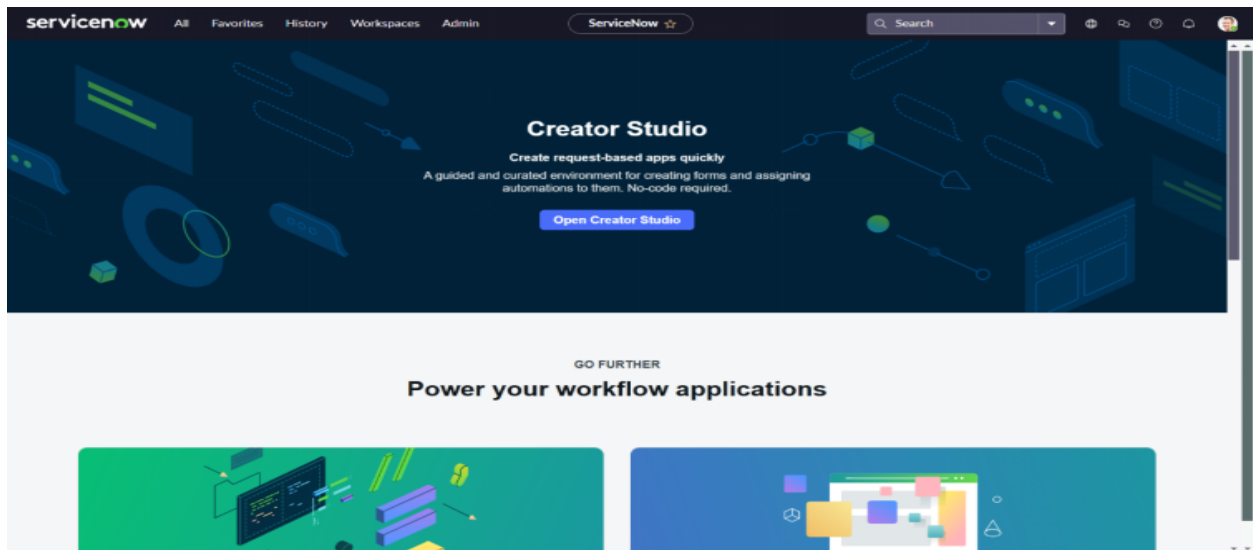 servicenow All Favorites History Workspaces Admin ServiceNow Search
Creator Studio
Create request-based apps quickly
A guided and curated environment for creating forms and assigning
automations to them. No-code required.
Open Creator Studio
GO FURTHER
Power your workflow applications